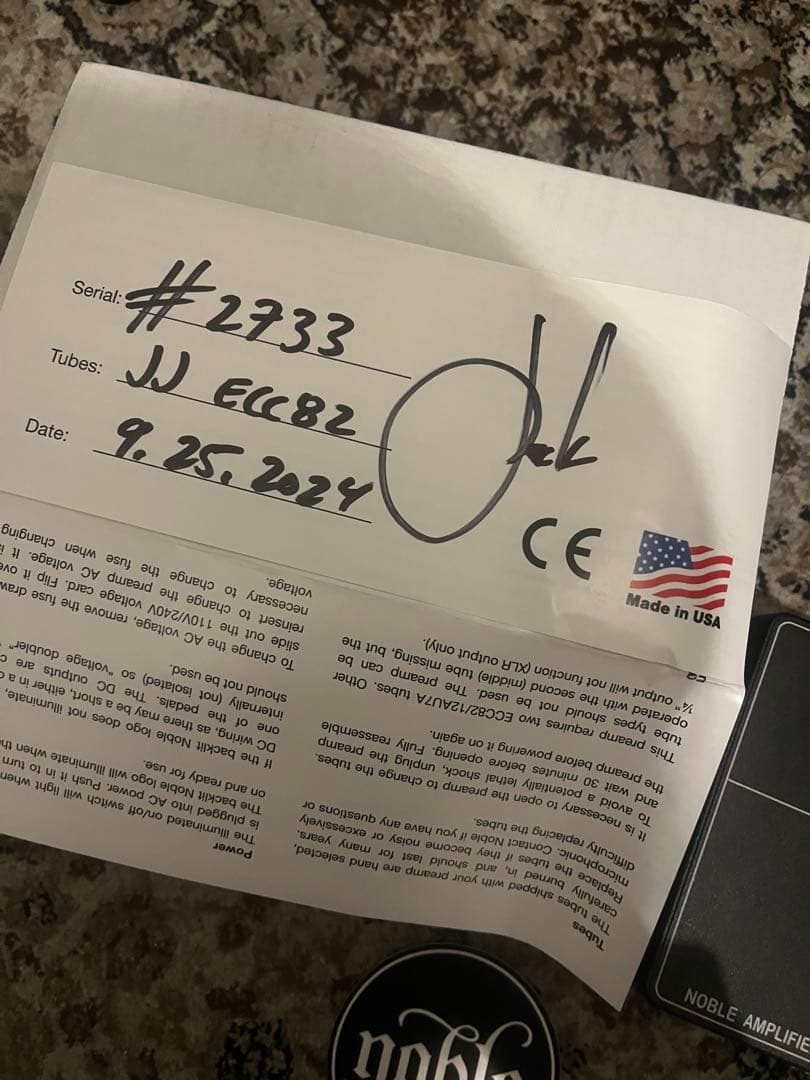 Serial: #2733
Tubes: JJ ECC82
Date: 9.25.2024
Jack
CE
Made in USA
Tubes
The tubes shipped with your preamp are hand selected,
carefully burned in, and should last for many years.
Replace the tubes if they become noisy or excessively
microphonic. Contact Noble if you have any questions or
difficulty replacing the tubes.
It is necessary to open the preamp to change the tubes.
To avoid a potentially lethal shock, unplug the preamp
and wait 30 minutes before opening. Fully reassemble
the preamp before powering it on again.
This preamp requires two ECC82/12AU7A tubes. Other
tube types should not be used. The preamp can be
operated with the second (middle) tube missing, but the
¼" output will not function (XLR output only).
Power
The illuminated on/off switch will light when
is plugged into AC power. Push it in to turn
The backlit Noble logo will illuminate when the
on and ready for use.
If the backlit Noble logo does not illuminate,
DC wiring, as there may be a short, either in a
one of the pedals. The DC outputs are
internally (not isolated) so "voltage doubler"
should not be used.
To change the AC voltage, remove the fuse
slide out the 110V/240V voltage card. Flip it
reinsert to change the preamp AC voltage. It
necessary to change the fuse when changing
voltage.
NOBLE
noble